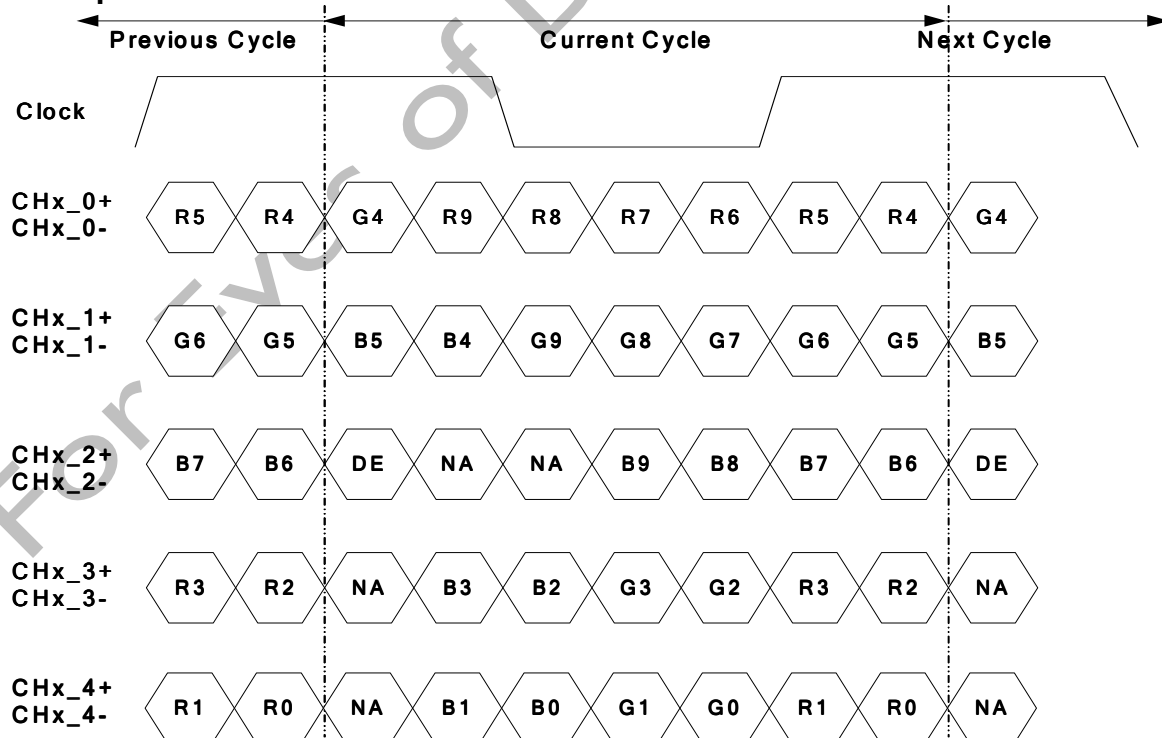 Previous Cycle Current Cycle Next Cycle
Clock
CHx_0+
CHx_0-
R5 R4 G4 R9 R8 R7 R6 R5 R4 G4
CHx_1+
CHx_1-
G6 G5 B5 B4 G9 G8 G7 G6 G5 B5
CHx_2+
CHx_2-
B7 B6 DE NA NA B9 B8 B7 B6 DE
CHx_3+
CHx_3-
R3 R2 NA B3 B2 G3 G2 R3 R2 NA
CHx_4+
CHx_4-
R1 R0 NA B1 B0 G1 G0 R1 R0 NA
For Ever of